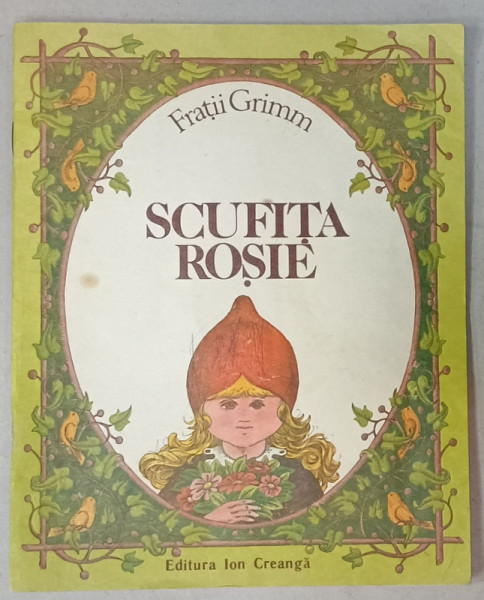 Frații Grimm
SCUFIȚA
ROȘIE
Editura Ion Creangă